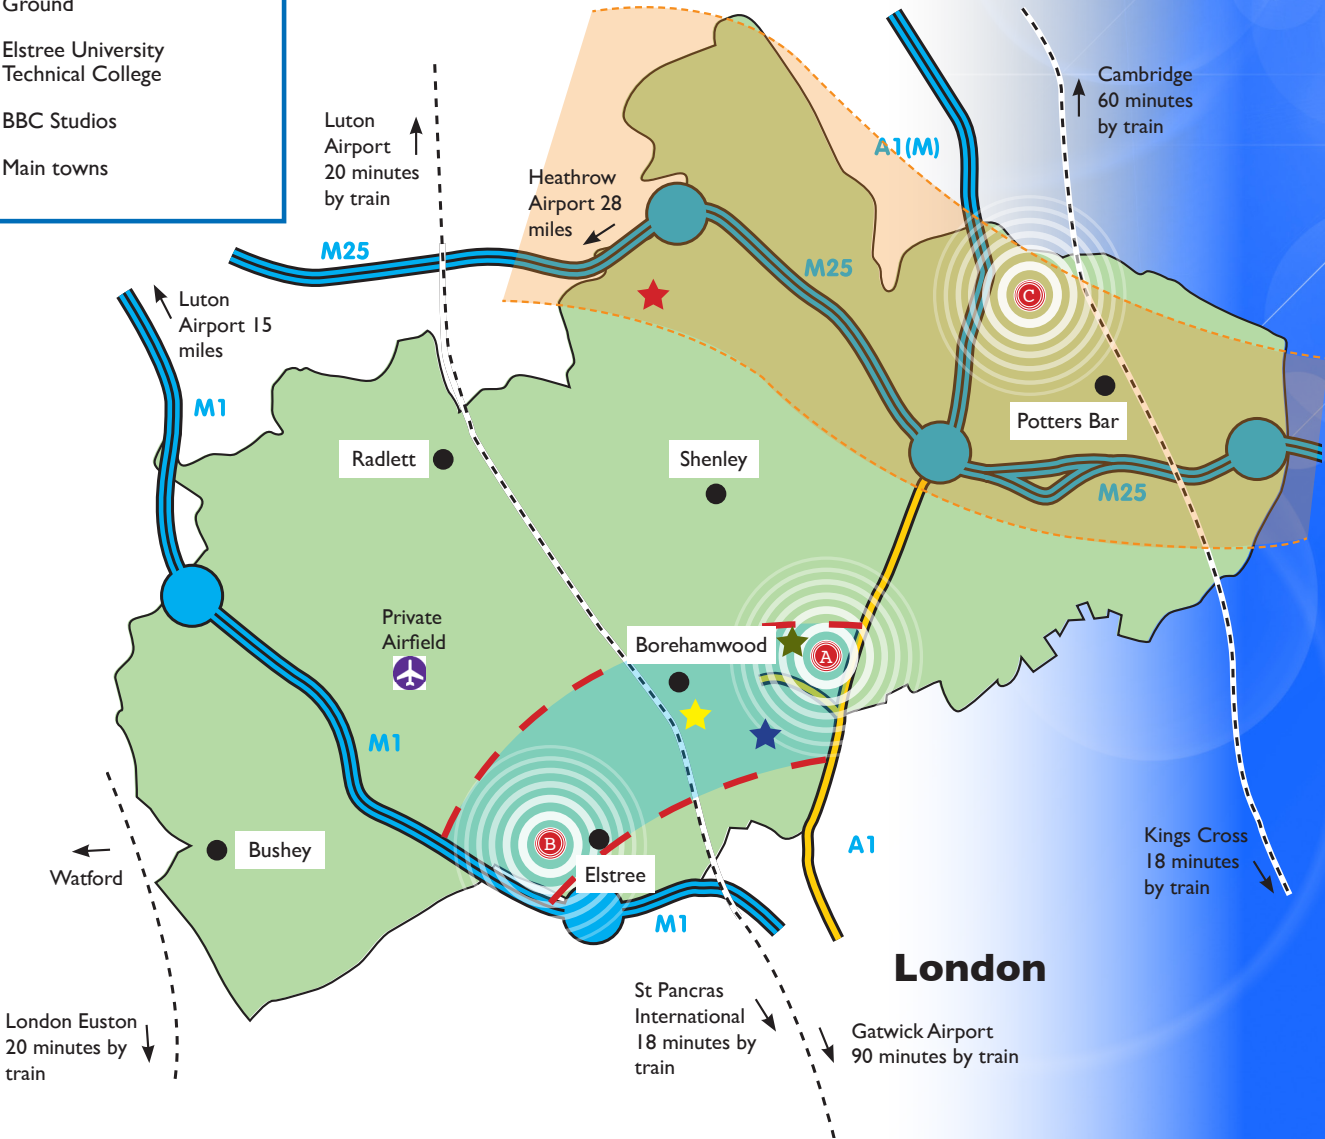 Ground
Elstree University
Technical College
BBC Studios
Main towns
Luton
Airport
20 minutes
by train
Heathrow
Airport 28
miles
A1(M)
Cambridge
60 minutes
by train
M25
M25
Luton
Airport 15
miles
M1
C
Potters Bar
Radlett
Shenley
M25
Private
Airfield
Borehamwood
A
M1
B
Bushey
Elstree
A1
Kings Cross
18 minutes
by train
Watford
M1
London
St Pancras
International
18 minutes by
train
Gatwick Airport
90 minutes by train
London Euston
20 minutes by
train